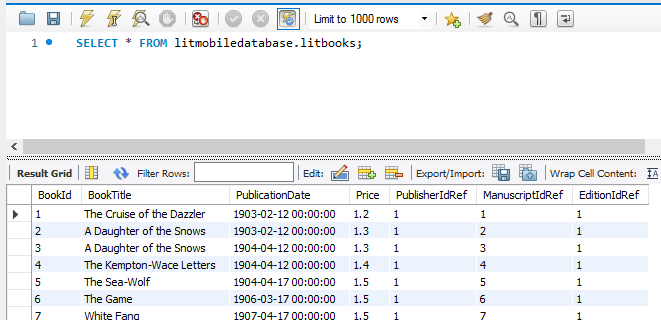 Limit to 1000 rows
1 SELECT * FROM litmobiledatabase.litbooks;
Result Grid Filter Rows: Edit: Export/Import: Wrap Cell Content:
BookId BookTitle PublicationDate Price PublisherIdRef ManuscriptIdRef EditionIdRef
1 The Cruise of the Dazzler 1903-02-12 00:00:00 1.2 1 1 1
2 A Daughter of the Snows 1903-02-12 00:00:00 1.3 1 2 1
3 A Daughter of the Snows 1904-04-12 00:00:00 1.3 1 3 1
4 The Kempton-Wace Letters 1904-04-12 00:00:00 1.4 1 4 1
5 The Sea-Wolf 1904-04-17 00:00:00 1.5 1 5 1
6 The Game 1906-03-17 00:00:00 1.5 1 6 1
7 White Fang 1907-04-17 00:00:00 1.5 1 7 1